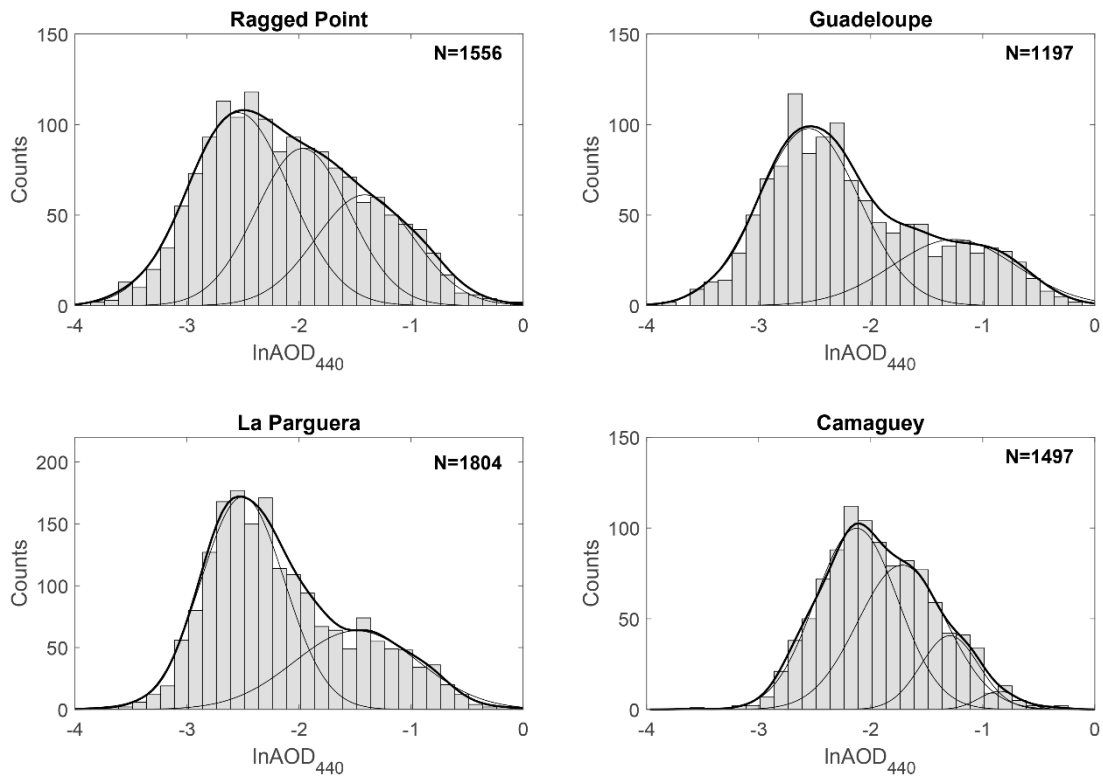 Ragged Point
N=1556
150
100
50
0
Counts
-4 -3 -2 -1 0
lnAOD440
Guadeloupe
N=1197
150
100
50
0
Counts
-4 -3 -2 -1 0
lnAOD440
La Parguera
N=1804
200
150
100
50
0
Counts
-4 -3 -2 -1 0
lnAOD440
Camaguey
N=1497
150
100
50
0
Counts
-4 -3 -2 -1 0
lnAOD440